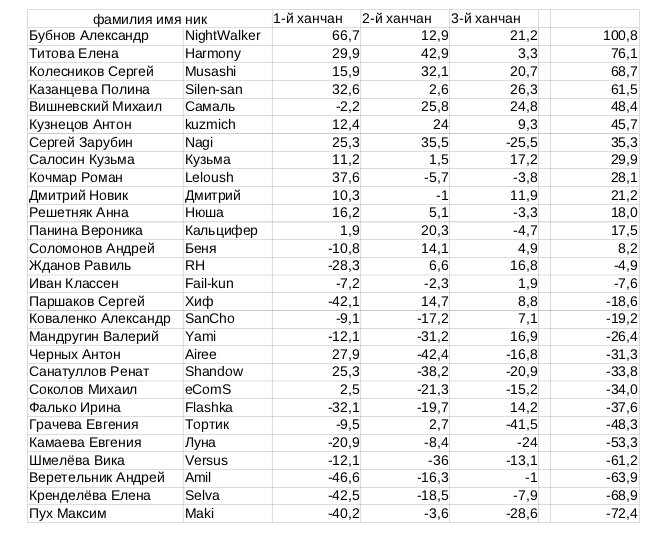 фамилия имя ник 1-й ханчан 2-й ханчан 3-й ханчан
Бубнов Александр NightWalker 66,7 12,9 21,2 100,8
Титова Елена Harmony 29,9 42,9 3,3 76,1
Колесников Сергей Musashi 15,9 32,1 20,7 68,7
Казанцева Полина Silen-san 32,6 2,6 26,3 61,5
Вишневский Михаил Самаль -2,2 25,8 24,8 48,4
Кузнецов Антон kuzmich 12,4 24 9,3 45,7
Сергей Зарубин Nagi 25,3 35,5 -25,5 35,3
Салосин Кузьма Кузьма 11,2 1,5 17,2 29,9
Кочмар Роман Leloush 37,6 -5,7 -3,8 28,1
Дмитрий Новик Дмитрий 10,3 -1 11,9 21,2
Решетняк Анна Нюша 16,2 5,1 -3,3 18,0
Панина Вероника Кальцифер 1,9 20,3 -4,7 17,5
Соломонов Андрей Беня -10,8 14,1 4,9 8,2
Жданов Равиль RH -28,3 6,6 16,8 -4,9
Иван Классен Fail-kun -7,2 -2,3 1,9 -7,6
Паршаков Сергей Хиф -42,1 14,7 8,8 -18,6
Коваленко Александр SanCho -9,1 -17,2 7,1 -19,2
Мандругин Валерий Yami -12,1 -31,2 16,9 -26,4
Черных Антон Airee 27,9 -42,4 -16,8 -31,3
Санатуллов Ренат Shandow 25,3 -38,2 -20,9 -33,8
Соколов Михаил eComS 2,5 -21,3 -15,2 -34,0
Фалько Ирина Flashka -32,1 -19,7 14,2 -37,6
Грачева Евгения Тортик -9,5 2,7 -41,5 -48,3
Камаева Евгения Луна -20,9 -8,4 -24 -53,3
Шмелёва Вика Versus -12,1 -36 -13,1 -61,2
Веретельник Андрей Amil -46,6 -16,3 -1 -63,9
Кренделёва Елена Selva -42,5 -18,5 -7,9 -68,9
Пух Максим Maki -40,2 -3,6 -28,6 -72,4